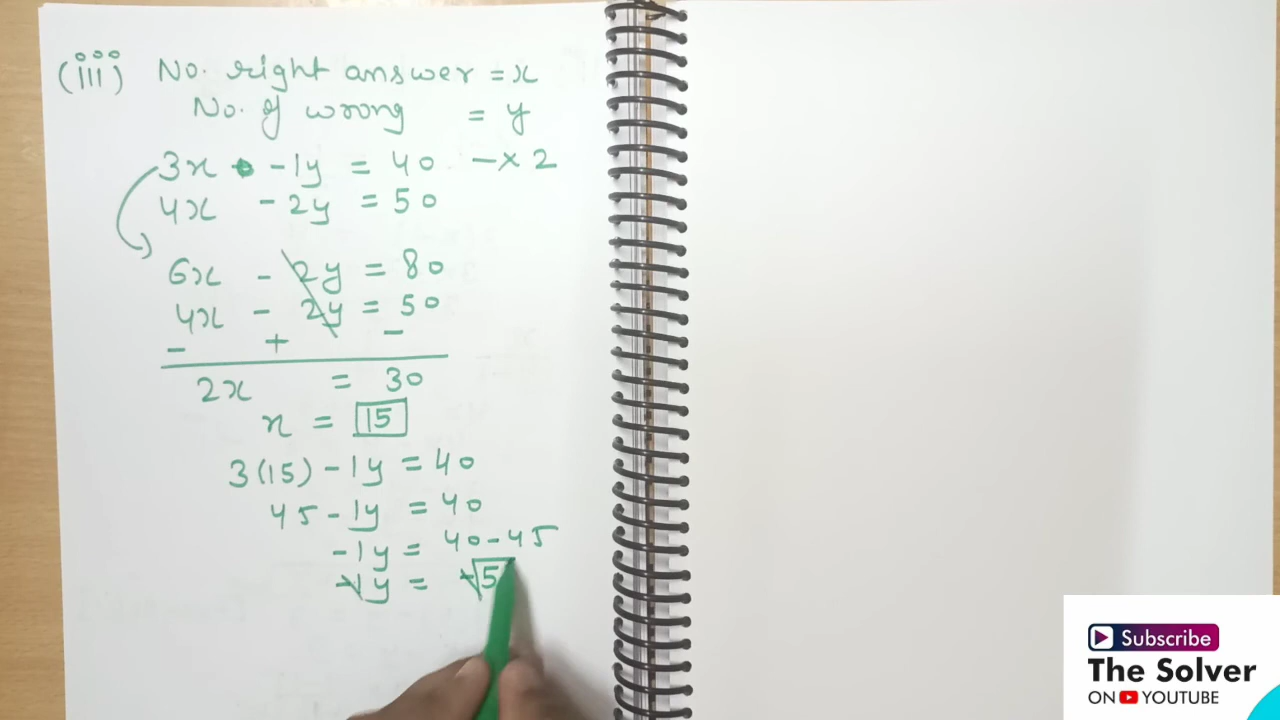 (iii) No. right answer = x
No. of wrong = y
3x - 1y = 40 - × 2
4x - 2y = 50
6x - 2y = 80
4x - 2y = 50
- + -
2x = 30
x = 15
3(15) - 1y = 40
45 - 1y = 40
-1y = 40 - 45
-1y = -5
Subscribe
The Solver
ON YOUTUBE